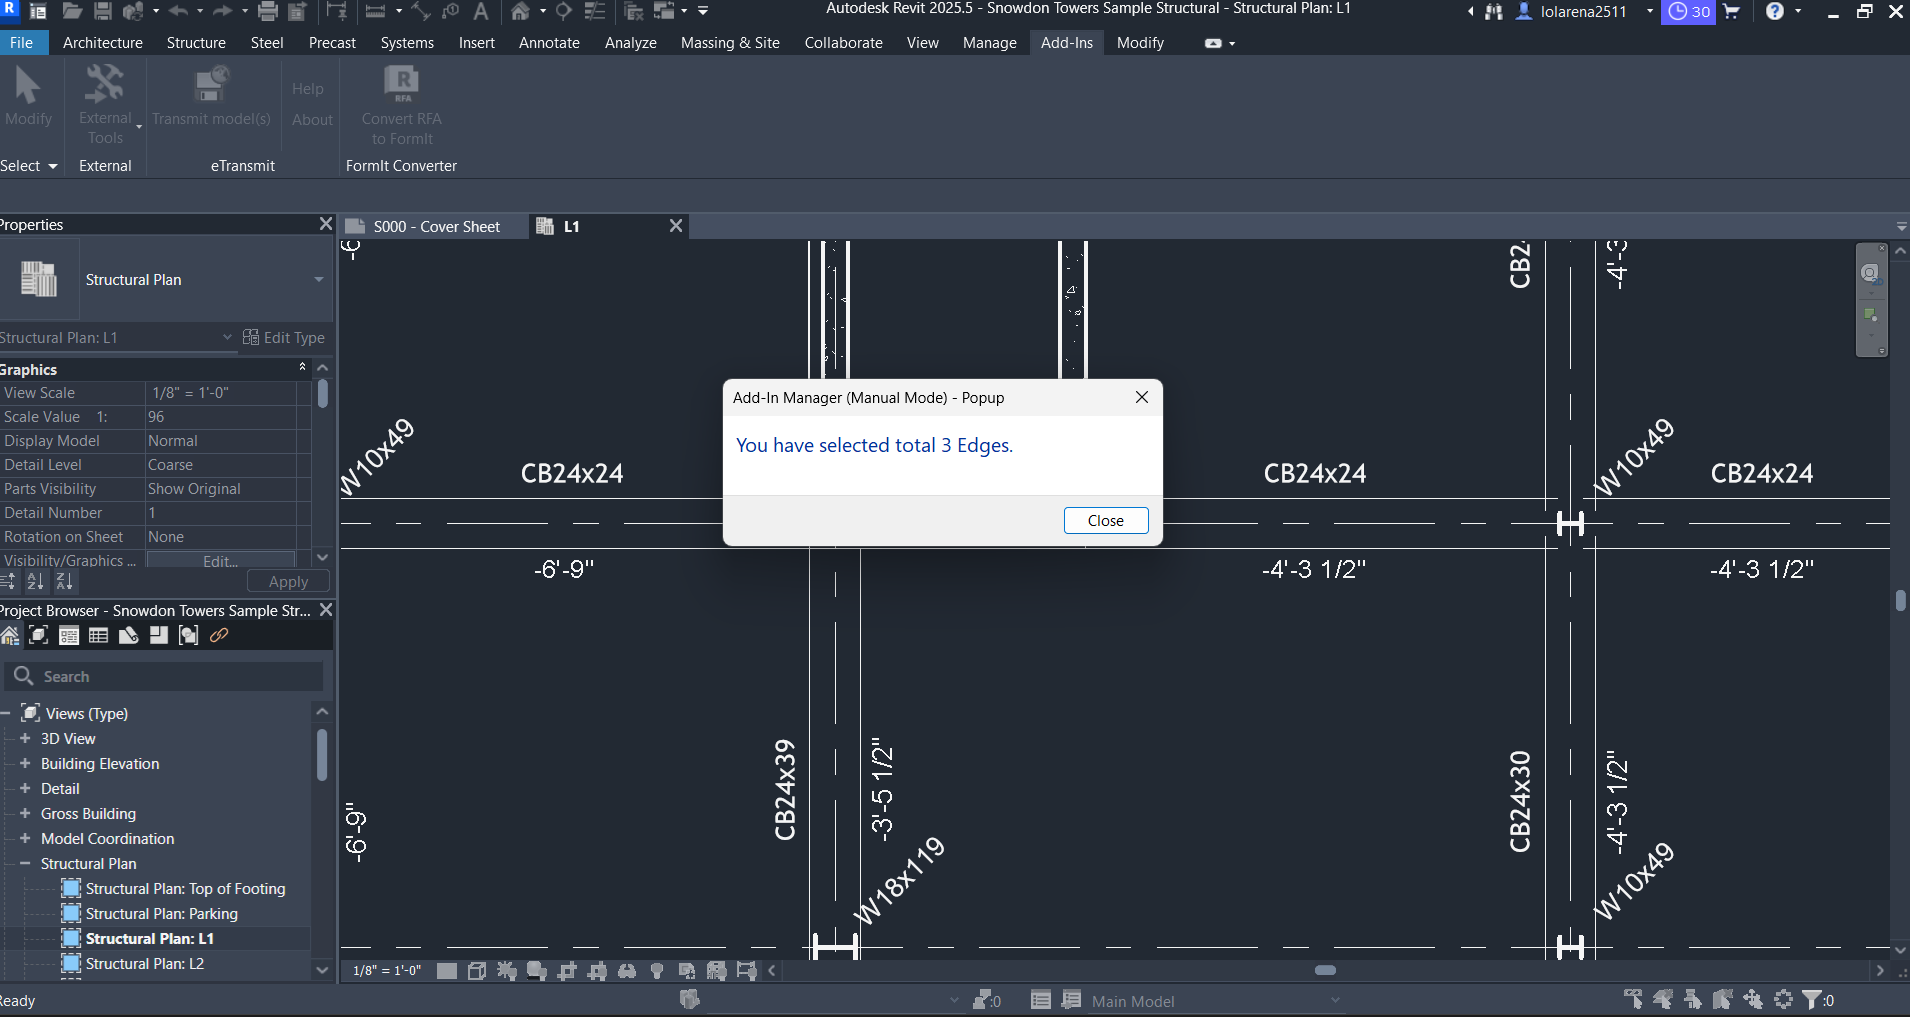 Autodesk Revit 2025.5 - Snowdon Towers Sample Structural - Structural Plan: L1
lolarena2511
30
File Architecture Structure Steel Precast Systems Insert Annotate Analyze Massing & Site Collaborate View Manage Add-Ins Modify
Modify
External Tools
Transmit model(s)
Help
About
Convert RFA
to FormIt
Select
External
eTransmit
FormIt Converter
Properties
Structural Plan
Structural Plan: L1
Edit Type
Graphics
View Scale 1/8" = 1'-0"
Scale Value 1: 96
Display Model Normal
Detail Level Coarse
Parts Visibility Show Original
Detail Number 1
Rotation on Sheet None
Visibility/Graphics ... Edit...
Apply
Project Browser - Snowdon Towers Sample Str...
Search
Views (Type)
3D View
Building Elevation
Detail
Gross Building
Model Coordination
Structural Plan
Structural Plan: Top of Footing
Structural Plan: Parking
Structural Plan: L1
Structural Plan: L2
S000 - Cover Sheet
L1
CB2
-4'-3
W10x49
CB24x24
-6'-9"
CB24x24
-4'-3 1/2"
W10x49
CB24x24
-4'-3 1/2"
Add-In Manager (Manual Mode) - Popup
You have selected total 3 Edges.
Close
-6'-9"
CB24x39
-3'-5 1/2"
W18x119
CB24x30
-4'-3 1/2"
W10x49
1/8" = 1'-0"
Ready
:0
Main Model
:0